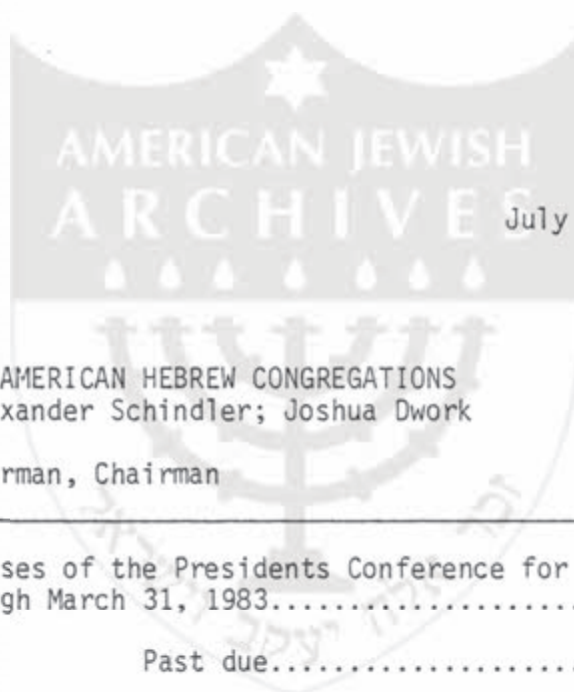 AMERICAN JEWISH
ARCHIVES
July
AMERICAN HEBREW CONGREGATIONS
xander Schindler; Joshua Dwork
rman, Chairman
ses of the Presidents Conference for
gh March 31, 1983......................
Past due......................